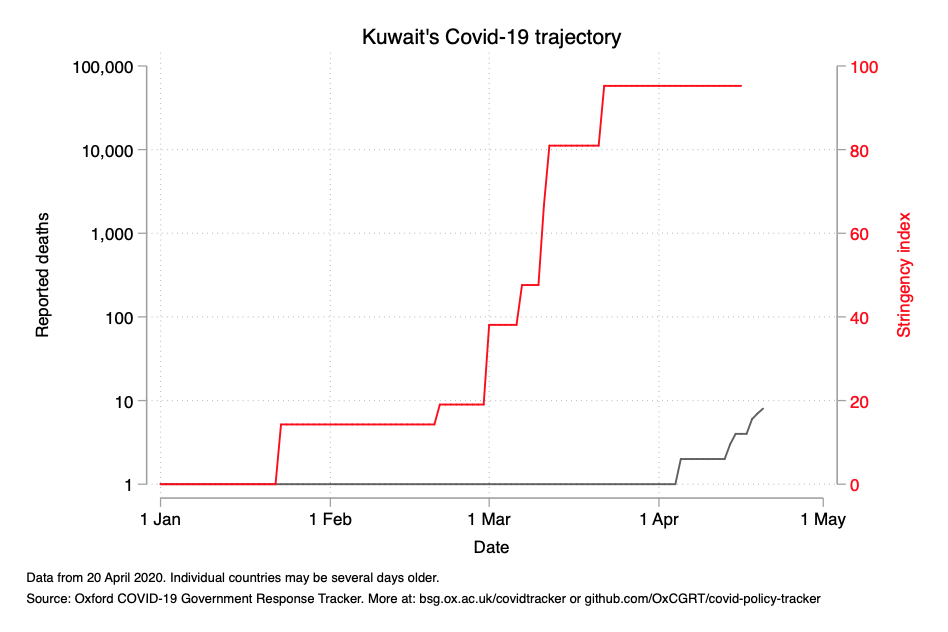 Kuwait's Covid-19 trajectory
100,000
10,000
1,000
100
10
1
Reported deaths
100
80
60
40
20
0
Stringency index
1 Jan
1 Feb
1 Mar
1 Apr
1 May
Date
Data from 20 April 2020. Individual countries may be several days older.
Source: Oxford COVID-19 Government Response Tracker. More at: bsg.ox.ac.uk/covidtracker or github.com/OxCGRT/covid-policy-tracker